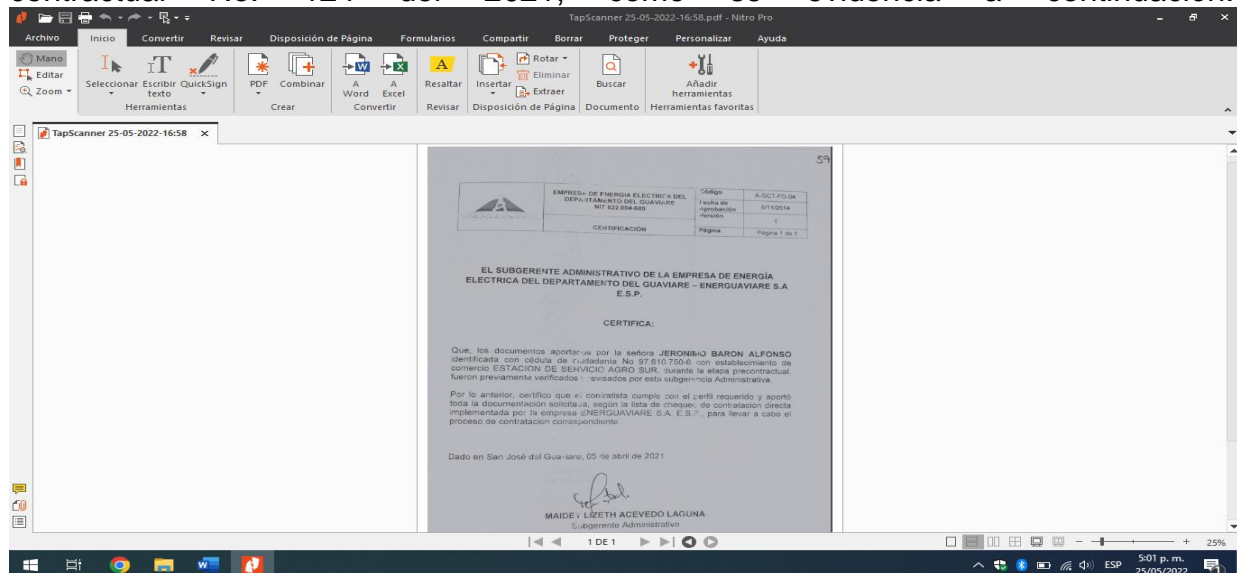 contractual No. 124 del 2021, como se evidencia a continuación:
TapScanner 25-05-2022-16:58.pdf - Nitro Pro
Archivo Inicio Convertir Revisar Disposición de Página Formularios Compartir Borrar Proteger Personalizar Ayuda
Mano
Editar
Zoom
Seleccionar Escribir texto QuickSign
Herramientas
PDF Combinar
Crear
A Word A Excel
Convertir
Resaltar
Revisar
Insertar
Rotar
Eliminar
Extraer
Disposición de Página
Buscar
Documento
Añadir herramientas
Herramientas favoritas
TapScanner 25-05-2022-16:58
59
EMPRESA DE ENERGIA ELECTRICA DEL
DEPARTAMENTO DEL GUAVIARE
NIT 822.004.680
CERTIFICACIÓN
Código A-GCT-FO-04
Fecha de aprobación 5/11/2014
Versión 1
Página Página 1 de 1
EL SUBGERENTE ADMINISTRATIVO DE LA EMPRESA DE ENERGÍA
ELECTRICA DEL DEPARTAMENTO DEL GUAVIARE – ENERGUAVIARE S.A
E.S.P.
CERTIFICA:
Que, los documentos aportados por la señora JERONIMO BARON ALFONSO
identificada con cédula de ciudadanía No 97.610.750-6 con establecimiento de
comercio ESTACION DE SERVICIO AGRO SUR, durante la etapa precontractual,
fueron previamente verificados y revisados por esta subgerencia Administrativa.
Por lo anterior, certifico que el contratista cumple con el perfil requerido y aportó
toda la documentación solicitada, según la lista de chequeo de contratación directa
implementada por la empresa ENERGUAVIARE S.A. E.S.P., para llevar a cabo el
proceso de contratación correspondiente.
Dado en San José del Guaviare, 05 de abril de 2021.
MAIDEY LIZETH ACEVEDO LAGUNA
Subgerente Administrativo
1 DE 1
25%
ESP
5:01 p. m.
25/05/2022